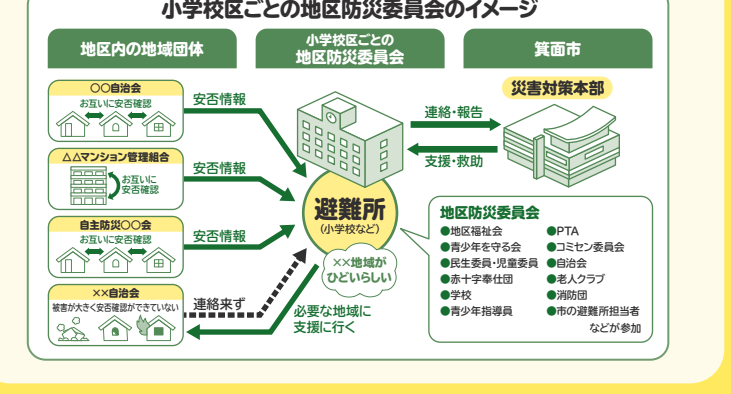 小学校区ごとの地区防災委員会のイメージ
地区内の地域団体
小学校区ごとの
地区防災委員会
箕面市
〇〇自治会
お互いに安否確認
安否情報
△△マンション管理組合
お互いに
安否確認
安否情報
自主防災〇〇会
お互いに安否確認
安否情報
××自治会
被害が大きく安否確認ができていない
連絡来ず
避難所
(小学校など)
××地域が
ひどいらしい
必要な地域に
支援に行く
連絡・報告
支援・救助
災害対策本部
地区防災委員会
●地区福祉会
●青少年を守る会
●民生委員・児童委員
●赤十字奉仕団
●学校
●青少年指導員
●PTA
●コミセン委員会
●自治会
●老人クラブ
●消防団
●市の避難所担当者
などが参加